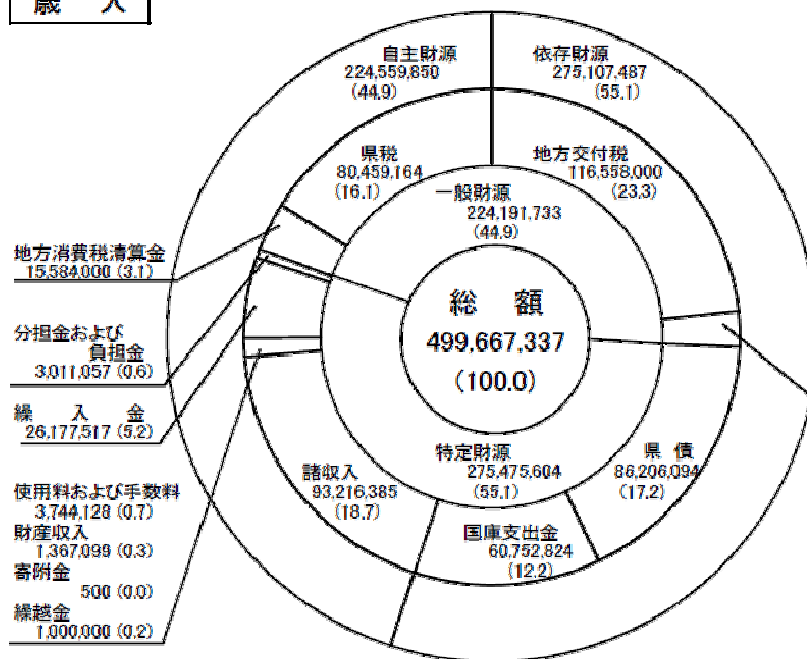 歳 入
自主財源
224,559,850
(44.9)
依存財源
275,107,487
(55.1)
県税
80,459,164
(16.1)
地方交付税
116,558,000
(23.3)
一般財源
224,191,733
(44.9)
地方消費税清算金
15,584,000 (3.1)
総 額
499,667,337
(100.0)
分担金および
負担金
3,011,057 (0.6)
繰 入 金
26,177,517 (5.2)
特定財源
275,475,604
(55.1)
県 債
86,206,094
(17.2)
諸収入
93,216,385
(18.7)
使用料および手数料
3,744,128 (0.7)
財産収入
1,367,099 (0.3)
寄附金
500 (0.0)
繰越金
1,000,000 (0.2)
国庫支出金
60,752,824
(12.2)